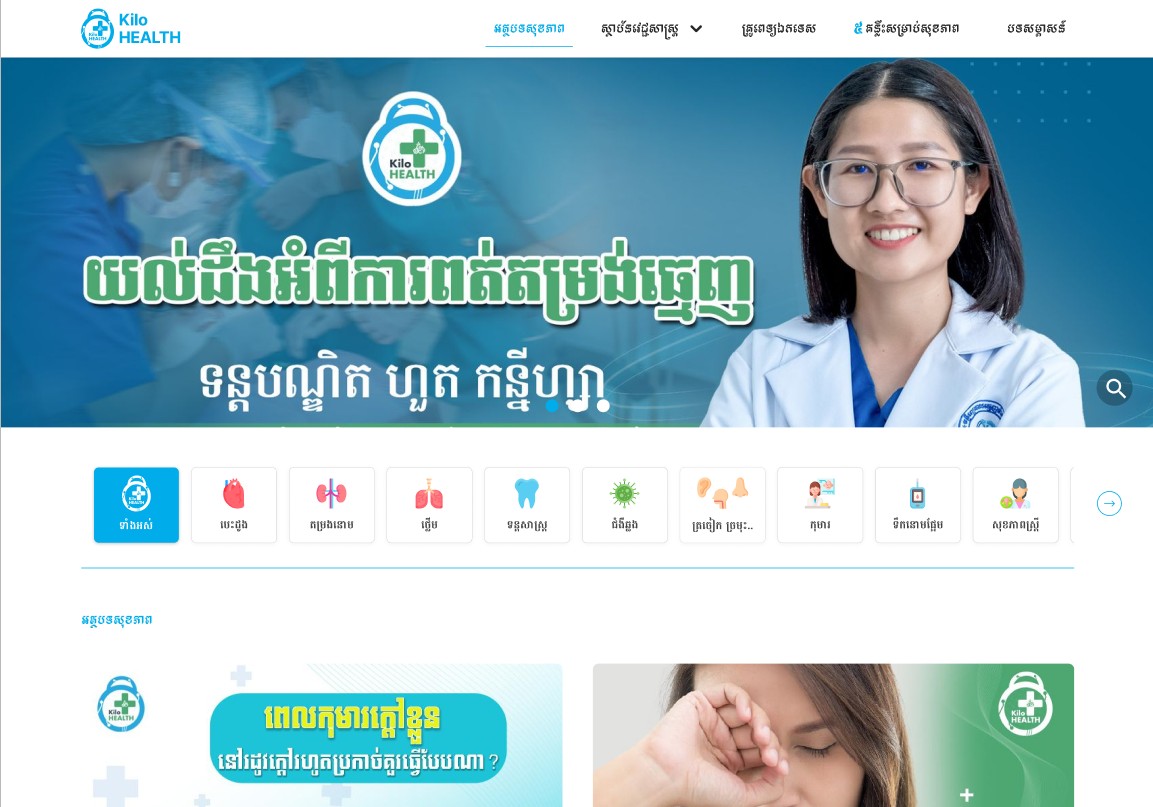 Kilo
HEALTH
អត្ថបទសុខភាព
ស្ថាប័នវេជ្ជសាស្ត្រ
គ្រូពេទ្យឯកទេស
៥ គន្លឹះសម្រាប់សុខភាព
បទសម្ភាសន៍
Kilo
HEALTH
យល់ដឹងអំពីការពត់តម្រង់ធ្មេញ
ទន្តបណ្ឌិត ហួត កន្នីហ្សា
ទាំងអស់
បេះដូង
តម្រងនោម
ថ្លើម
ទន្តសាស្ត្រ
ជំងឺឆ្លង
ត្រចៀក ច្រមុះ..
កុមារ
ទឹកនោមផ្អែម
សុខភាពស្ត្រី
អត្ថបទសុខភាព
Kilo
HEALTH
ពេលកុមារក្តៅខ្លួន
នៅរដូវក្តៅរហូតប្រកាច់គួរធ្វើបែបណា ?
Kilo
HEALTH